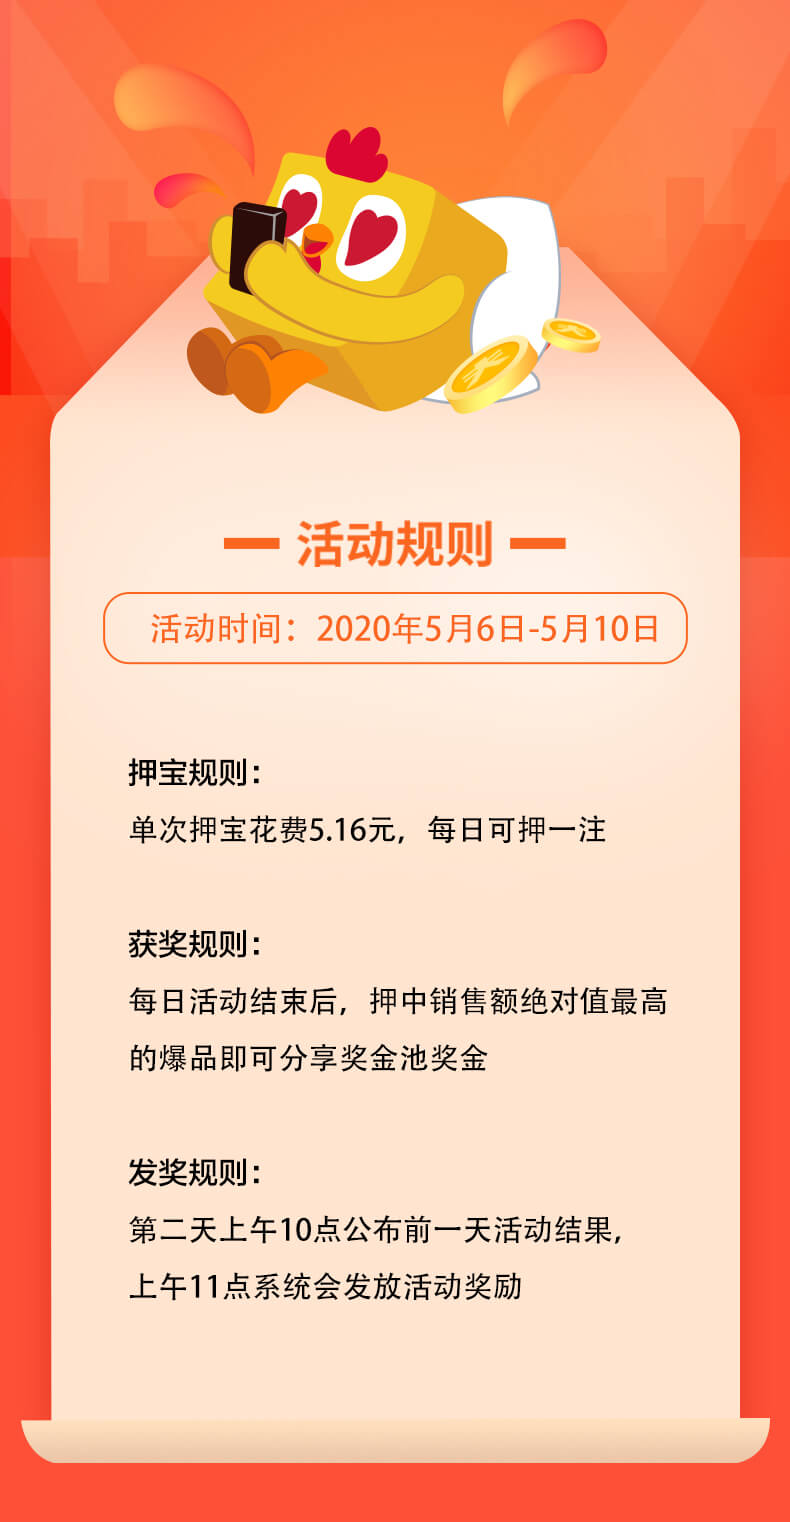 活动规则
活动时间：2020年5月6日-5月10日
押宝规则：
单次押宝花费5.16元，每日可押一注
获奖规则：
每日活动结束后，押中销售额绝对值最高
的爆品即可分享奖金池奖金
发奖规则：
第二天上午10点公布前一天活动结果，
上午11点系统会发放活动奖励